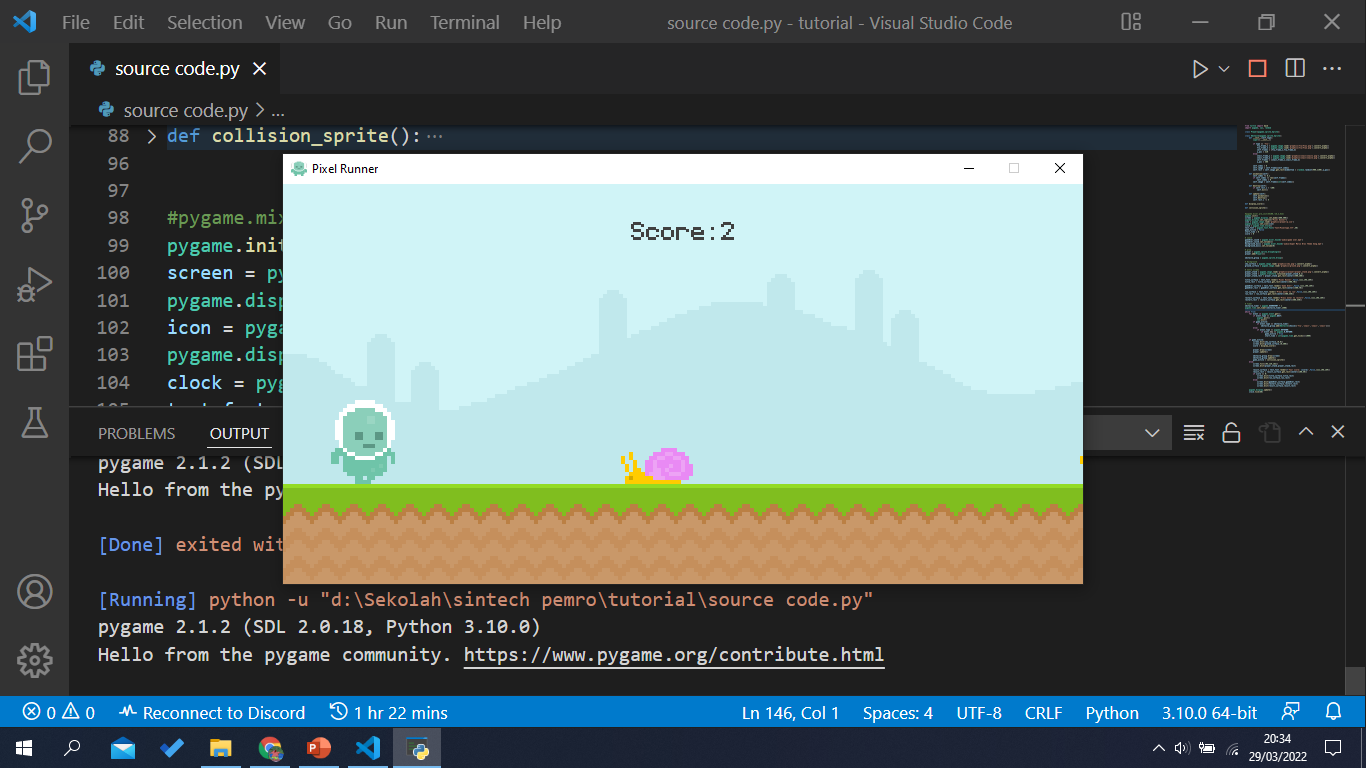 File Edit Selection View Go Run Terminal Help source code.py - tutorial - Visual Studio Code
source code.py
source code.py > ...
88 def collision_sprite():
96
97
Pixel Runner
Score:2
98 #pygame.mix
99 pygame.init
100 screen = py
101 pygame.disp
102 icon = pyga
103 pygame.disp
104 clock = pyg
PROBLEMS OUTPUT
pygame 2.1.2 (SDL
Hello from the py
[Done] exited wit
[Running] python -u "d:\Sekolah\sintech pemro\tutorial\source code.py"
pygame 2.1.2 (SDL 2.0.18, Python 3.10.0)
Hello from the pygame community. https://www.pygame.org/contribute.html
0 0 Reconnect to Discord 1 hr 22 mins Ln 146, Col 1 Spaces: 4 UTF-8 CRLF Python 3.10.0 64-bit
20:34
29/03/2022